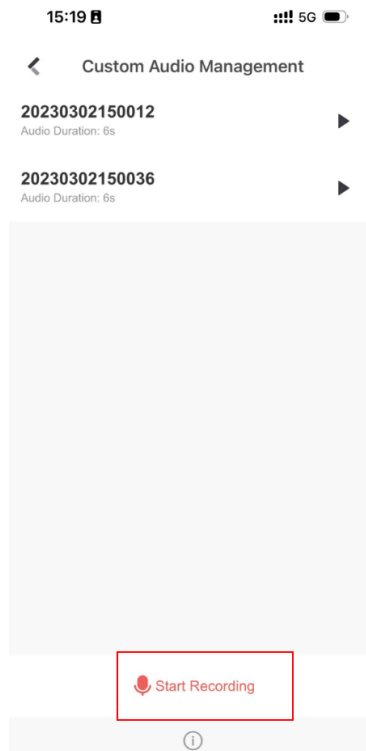 15:19
5G
Custom Audio Management
20230302150012
Audio Duration: 6s
20230302150036
Audio Duration: 6s
Start Recording